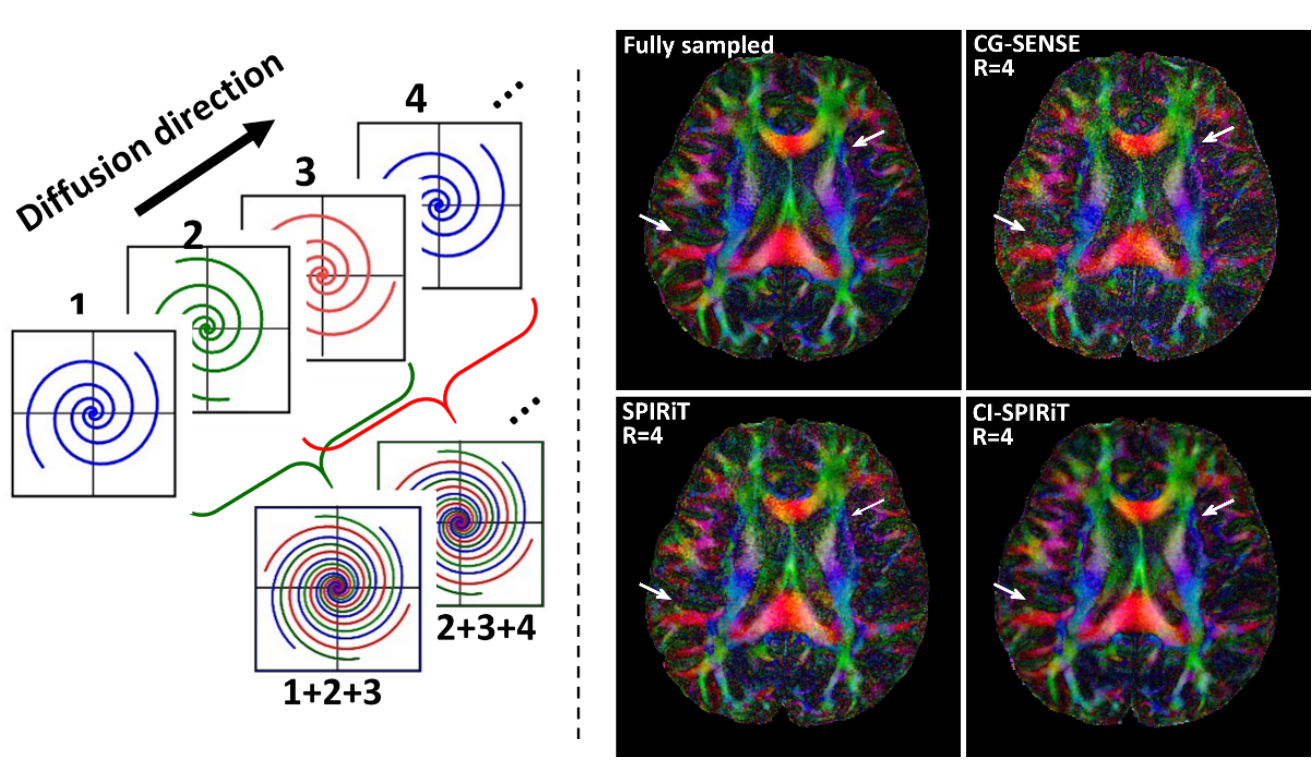 Diffusion direction
1
2
3
4
...
...
1+2+3
2+3+4
Fully sampled
CG-SENSE
R=4
SPIRiT
R=4
CI-SPIRiT
R=4